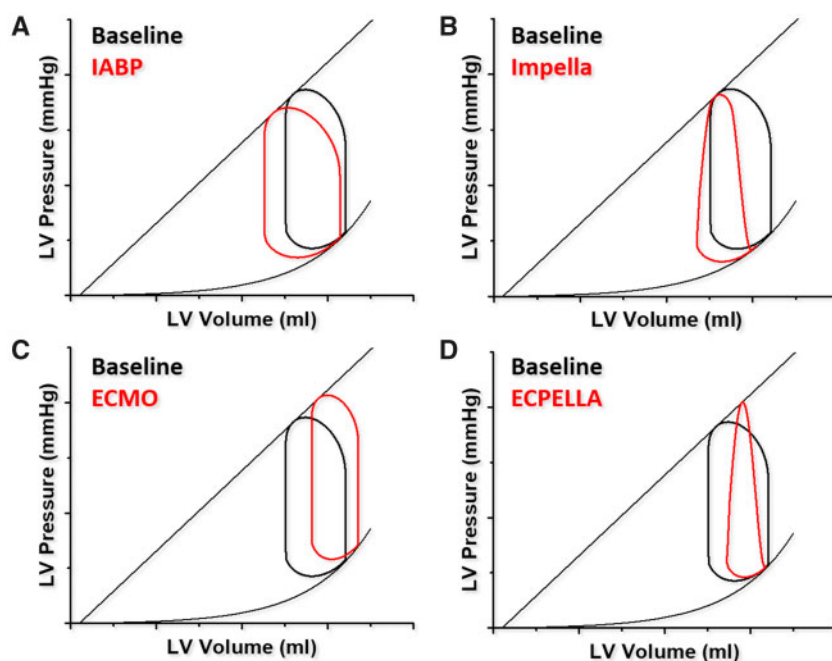 A
Baseline
IABP
LV Pressure (mmHg)
LV Volume (ml)
B
Baseline
Impella
LV Pressure (mmHg)
LV Volume (ml)
C
Baseline
ECMO
LV Pressure (mmHg)
LV Volume (ml)
D
Baseline
ECPELLA
LV Pressure (mmHg)
LV Volume (ml)